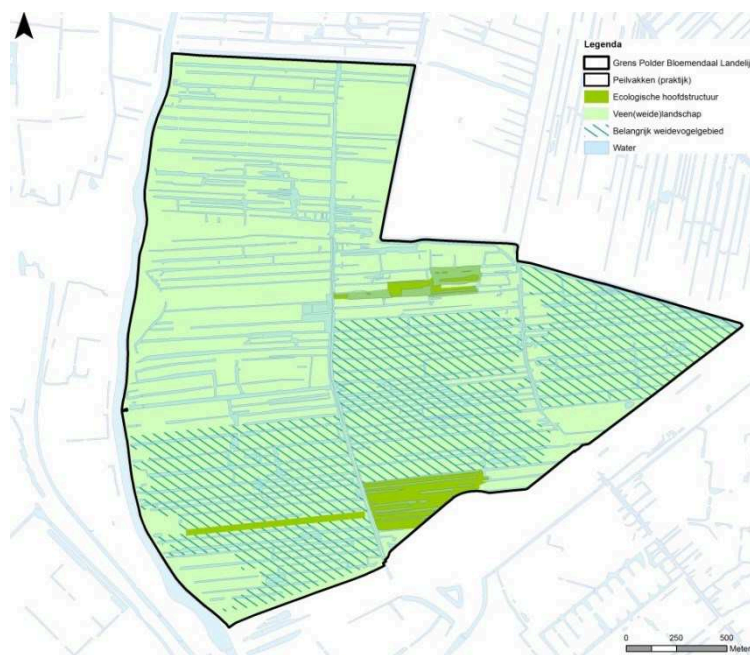 Legenda
Grens Polder Bloemendaal Landelij
Peilvakken (praktijk)
Ecologische hoofdstructuur
Veen(weide)landschap
Belangrijk weidevogelgebied
Water
0 250 500
Meter